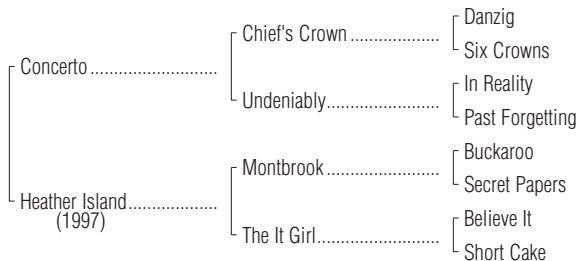 Danzig
Chief's Crown
Six Crowns
Concerto
In Reality
Undeniably
Past Forgetting
Buckaroo
Montbrook
Secret Papers
Heather Island
(1997)
Believe It
The It Girl
Short Cake